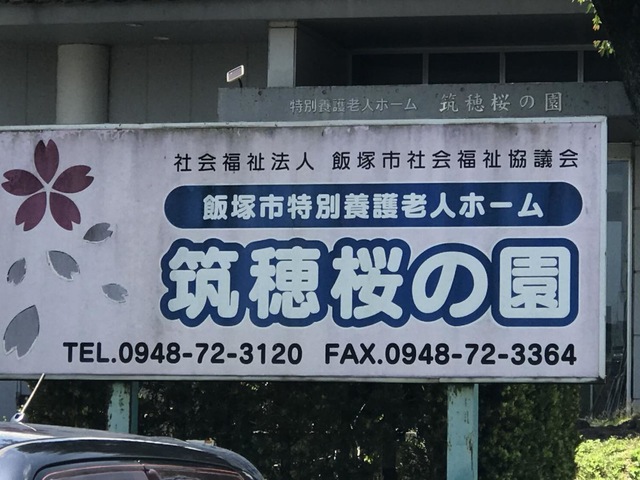 特別養護老人ホーム 筑穂桜の園
社会福祉法人 飯塚市社会福祉協議会
飯塚市特別養護老人ホーム
筑穂桜の園
TEL.0948-72-3120 FAX.0948-72-3364